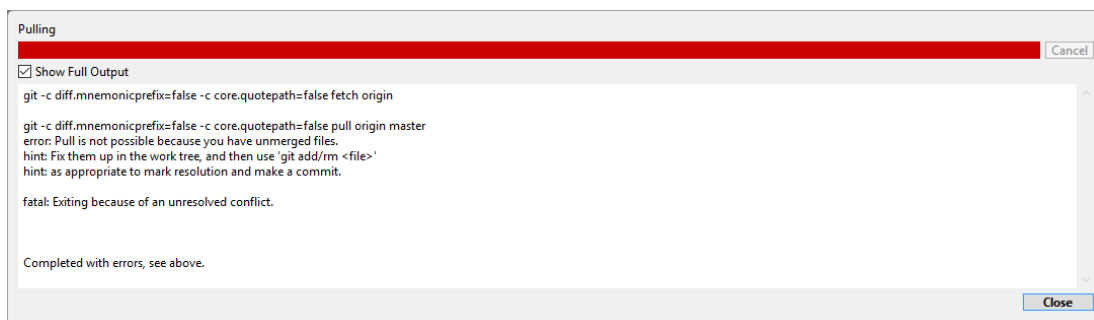 Pulling
Cancel
Show Full Output
git -c diff.mnemonicprefix=false -c core.quotepath=false fetch origin
git -c diff.mnemonicprefix=false -c core.quotepath=false pull origin master
error: Pull is not possible because you have unmerged files.
hint: Fix them up in the work tree, and then use 'git add/rm <file>'
hint: as appropriate to mark resolution and make a commit.
fatal: Exiting because of an unresolved conflict.
Completed with errors, see above.
Close